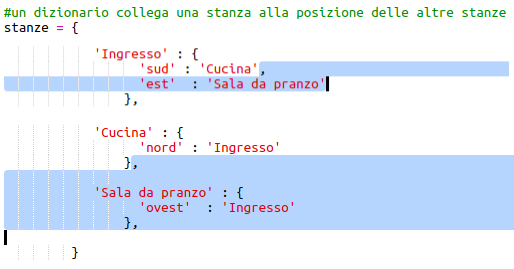 #un dizionario collega una stanza alla posizione delle altre stanze
stanze = {
'Ingresso' : {
'sud' : 'Cucina',
'est'  : 'Sala da pranzo'
},
'Cucina' : {
'nord' : 'Ingresso'
},
'Sala da pranzo' : {
'ovest'  : 'Ingresso'
},
}